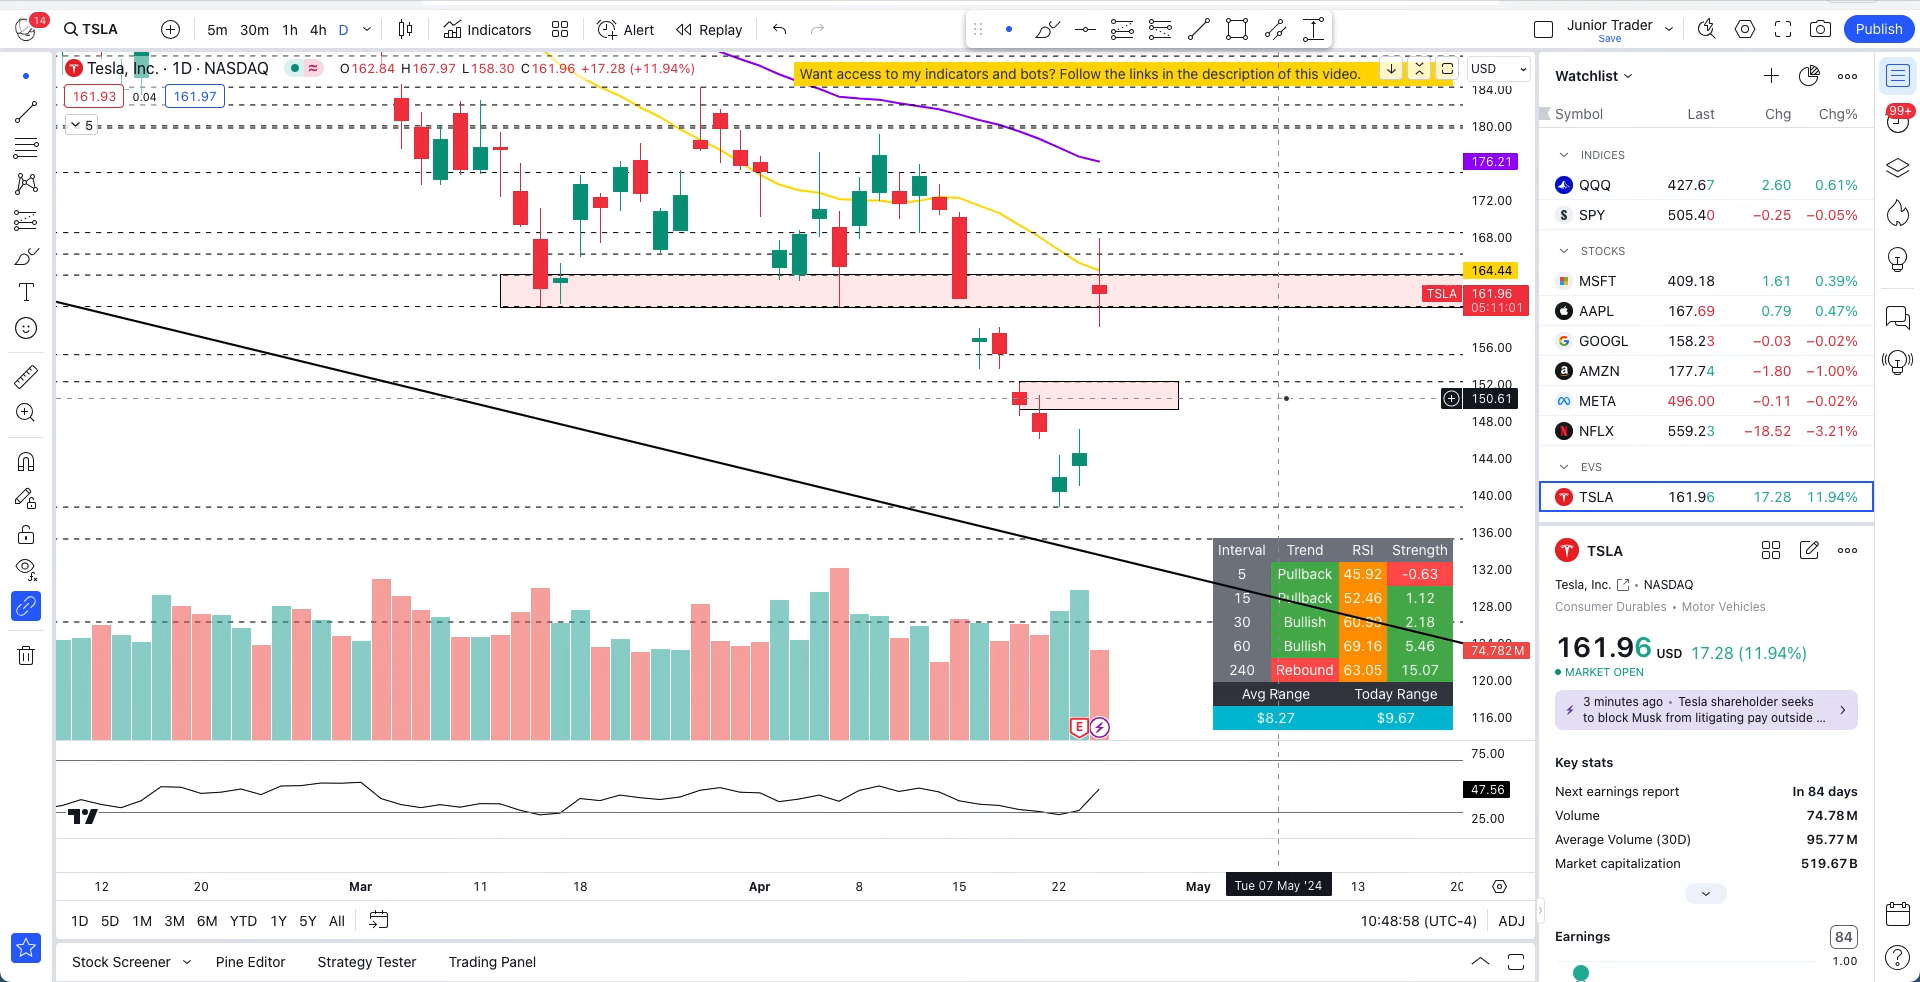 14
TSLA
5m 30m 1h 4h D Indicators Alert Replay
Junior Trader
Save
Publish
Tesla, Inc. · 1D · NASDAQ O162.84 H167.97 L158.30 C161.96 +17.28 (+11.94%)
161.93 0.04 161.97
5
Want access to my indicators and bots? Follow the links in the description of this video.
USD
184.00
180.00
176.21
172.00
168.00
164.44
TSLA 161.96
05:11:01
156.00
152.00
150.61
148.00
144.00
140.00
136.00
132.00
128.00
124.00
74.782M
120.00
116.00
75.00
47.56
25.00
Interval Trend RSI Strength
5 Pullback 45.92 -0.63
15 Pullback 52.46 1.12
30 Bullish 2.18
60 Bullish 69.16 5.46
240 Rebound 63.05 15.07
Avg Range Today Range
$8.27 $9.67
E
12 20 Mar 11 18 Apr 8 15 22 May Tue 07 May '24 13
1D 5D 1M 3M 6M YTD 1Y 5Y All
10:48:58 (UTC-4) ADJ
Stock Screener Pine Editor Strategy Tester Trading Panel
Watchlist
Symbol Last Chg Chg%
INDICES
QQQ 427.67 2.60 0.61%
SPY 505.40 −0.25 −0.05%
STOCKS
MSFT 409.18 1.61 0.39%
AAPL 167.69 0.79 0.47%
GOOGL 158.23 −0.03 −0.02%
AMZN 177.74 −1.80 −1.00%
META 496.00 −0.11 −0.02%
NFLX 559.23 −18.52 −3.21%
EVS
TSLA 161.96 17.28 11.94%
TSLA
Tesla, Inc. • NASDAQ
Consumer Durables • Motor Vehicles
161.96 USD 17.28 (11.94%)
MARKET OPEN
3 minutes ago • Tesla shareholder seeks
to block Musk from litigating pay outside ...
Key stats
Next earnings report In 84 days
Volume 74.78M
Average Volume (30D) 95.77M
Market capitalization 519.67B
Earnings 84
1.00
99+